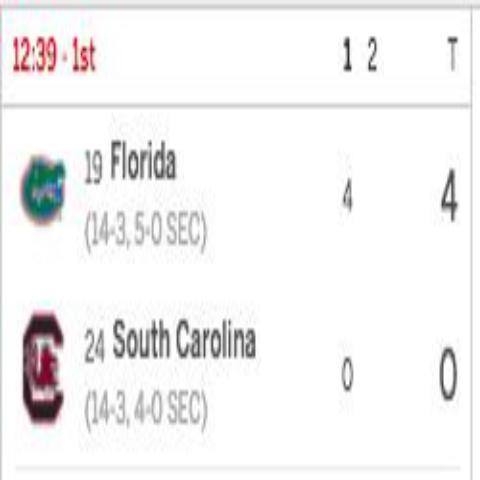 12:39 - 1st 1 2 T
19 Florida
(14-3, 5-0 SEC) 4 4
24 South Carolina
(14-3, 4-0 SEC) 0 0